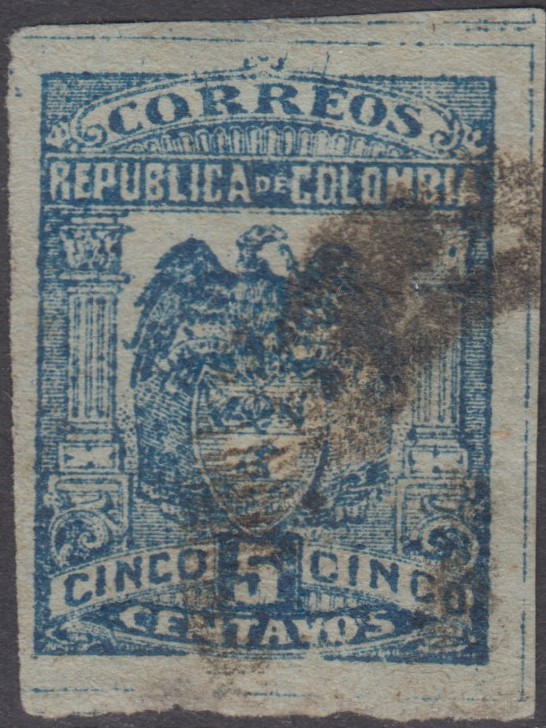 CORREOS
REPUBLICA DE COLOMBIA
CINCO 5 CINCO
CENTAVOS